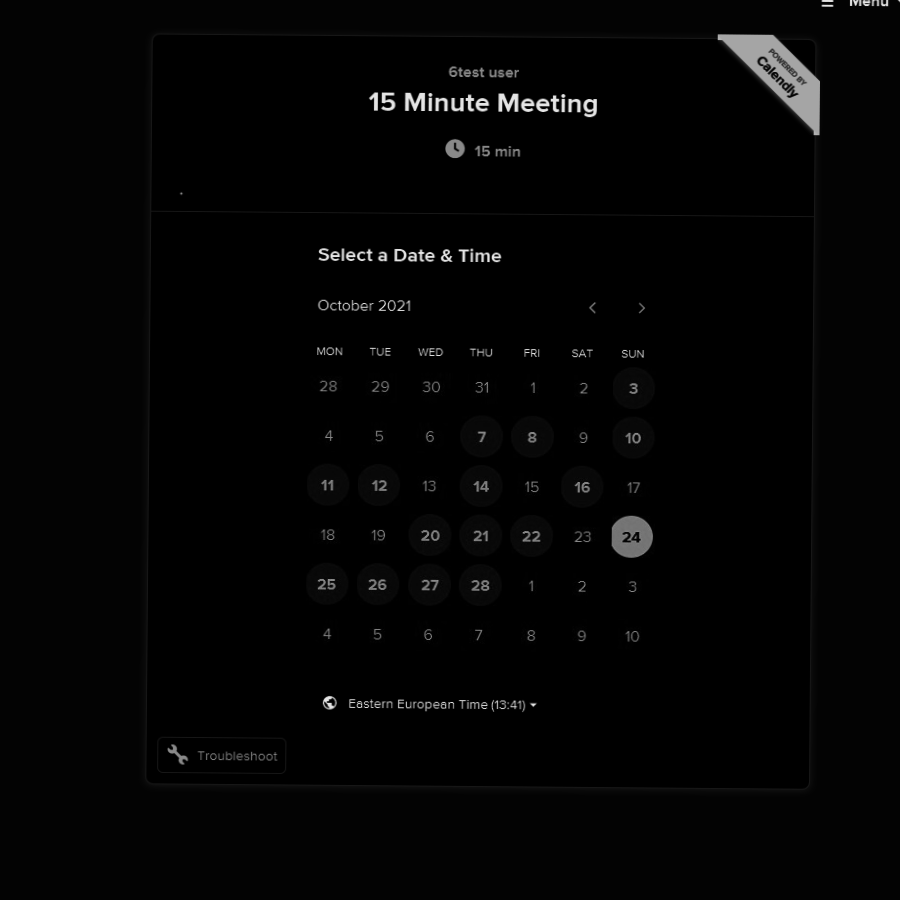 ☰ Menu
POWERED BY
Calendly
6test user
15 Minute Meeting
15 min
Select a Date & Time
October 2021
MON TUE WED THU FRI SAT SUN
28 29 30 31 1 2 3
4 5 6 7 8 9 10
11 12 13 14 15 16 17
18 19 20 21 22 23 24
25 26 27 28 1 2 3
4 5 6 7 8 9 10
Eastern European Time (13:41)
Troubleshoot